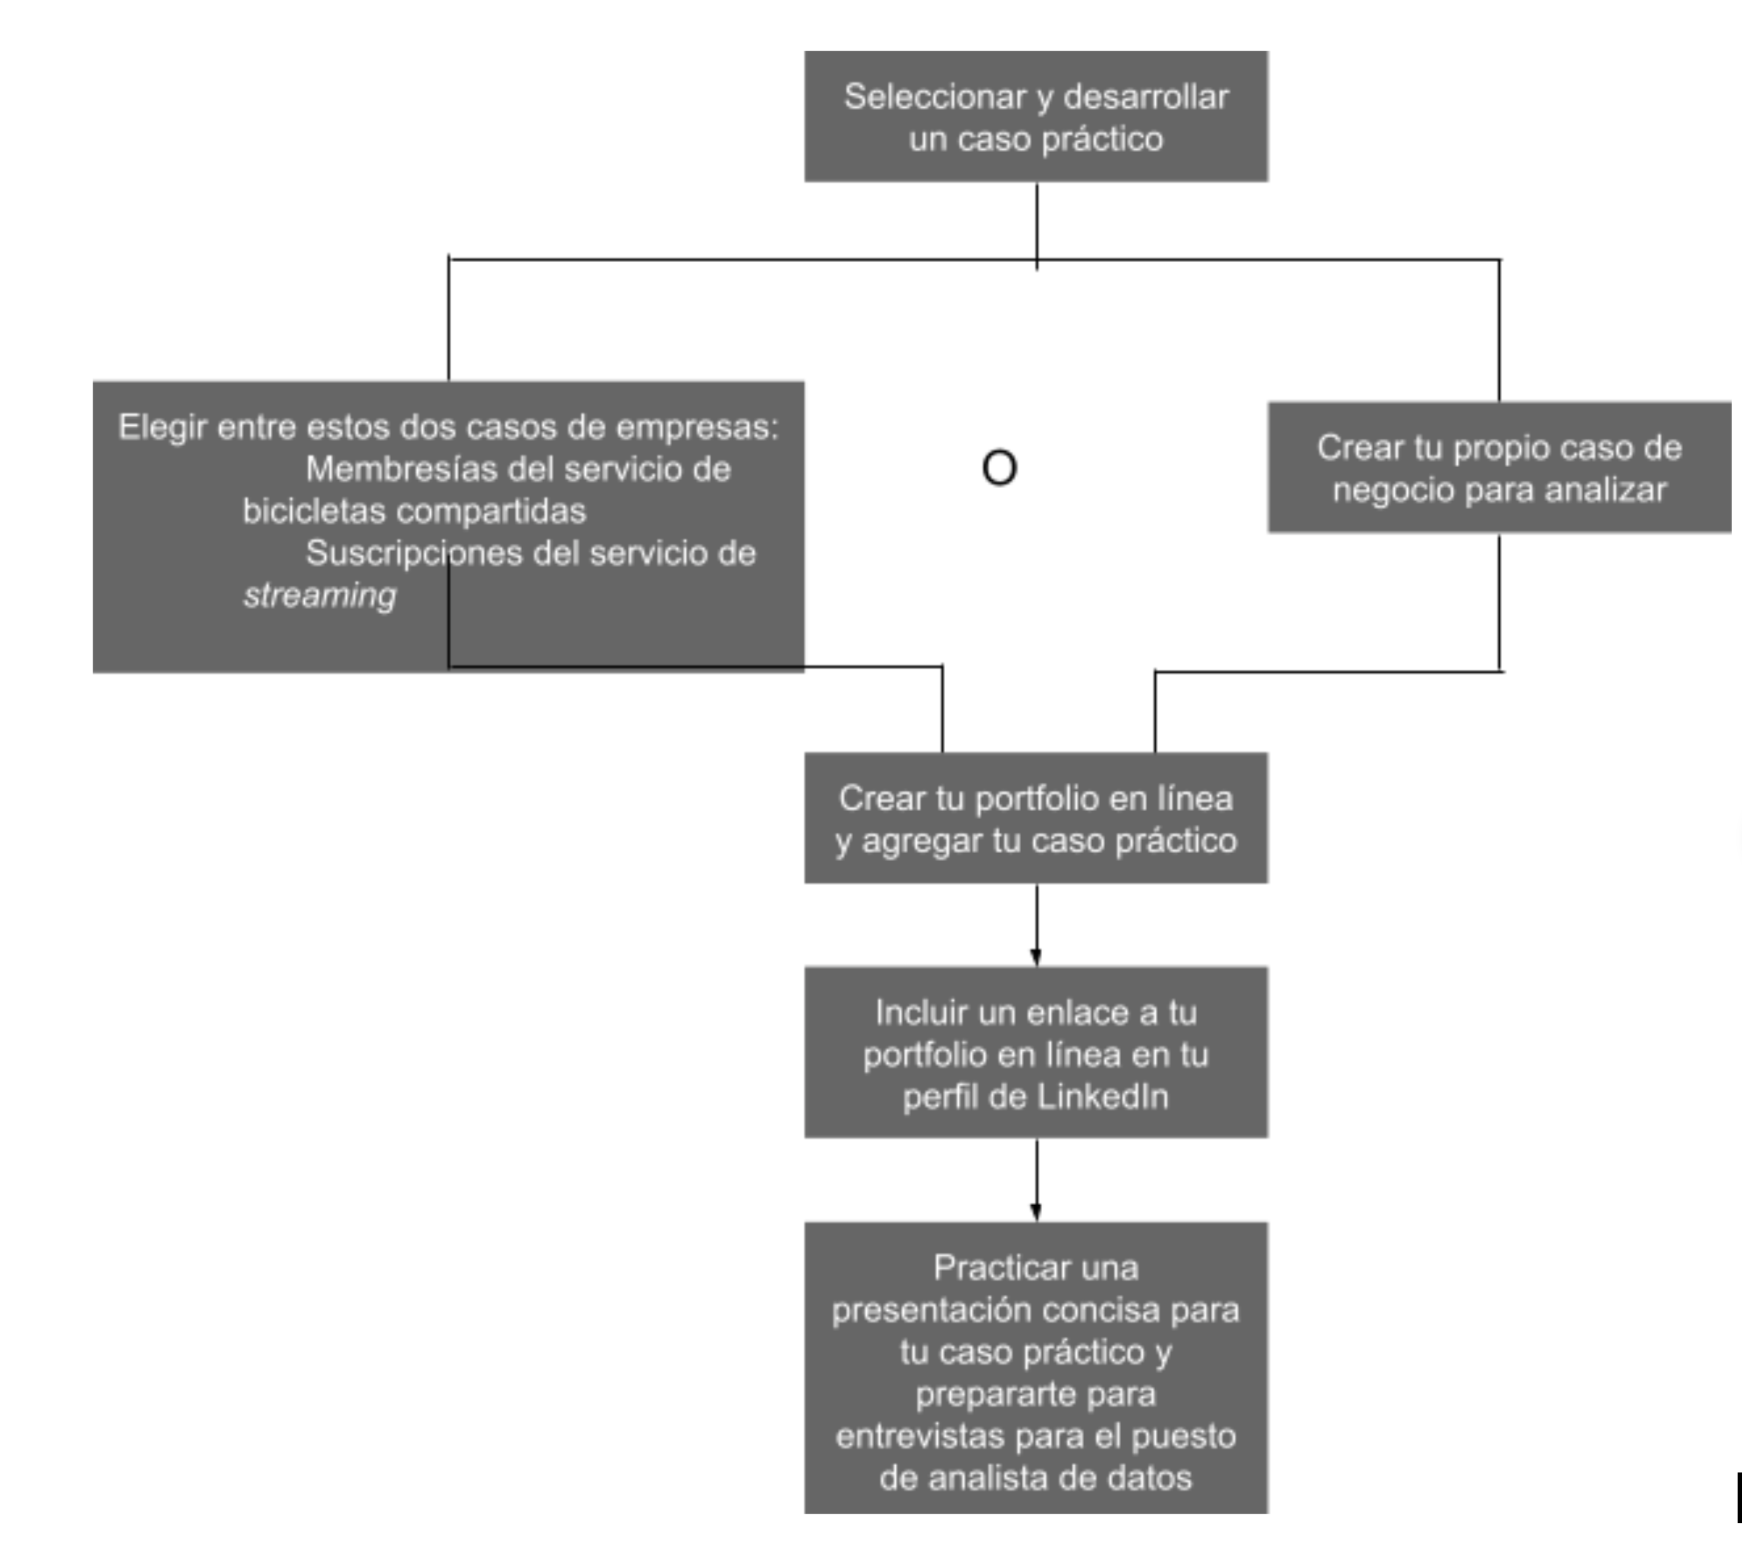 Seleccionar y desarrollar
un caso práctico
Elegir entre estos dos casos de empresas:
Membresías del servicio de
bicicletas compartidas
Suscripciones del servicio de
streaming
O
Crear tu propio caso de
negocio para analizar
Crear tu portfolio en línea
y agregar tu caso práctico
Incluir un enlace a tu
portfolio en línea en tu
perfil de LinkedIn
Practicar una
presentación concisa para
tu caso práctico y
prepararte para
entrevistas para el puesto
de analista de datos